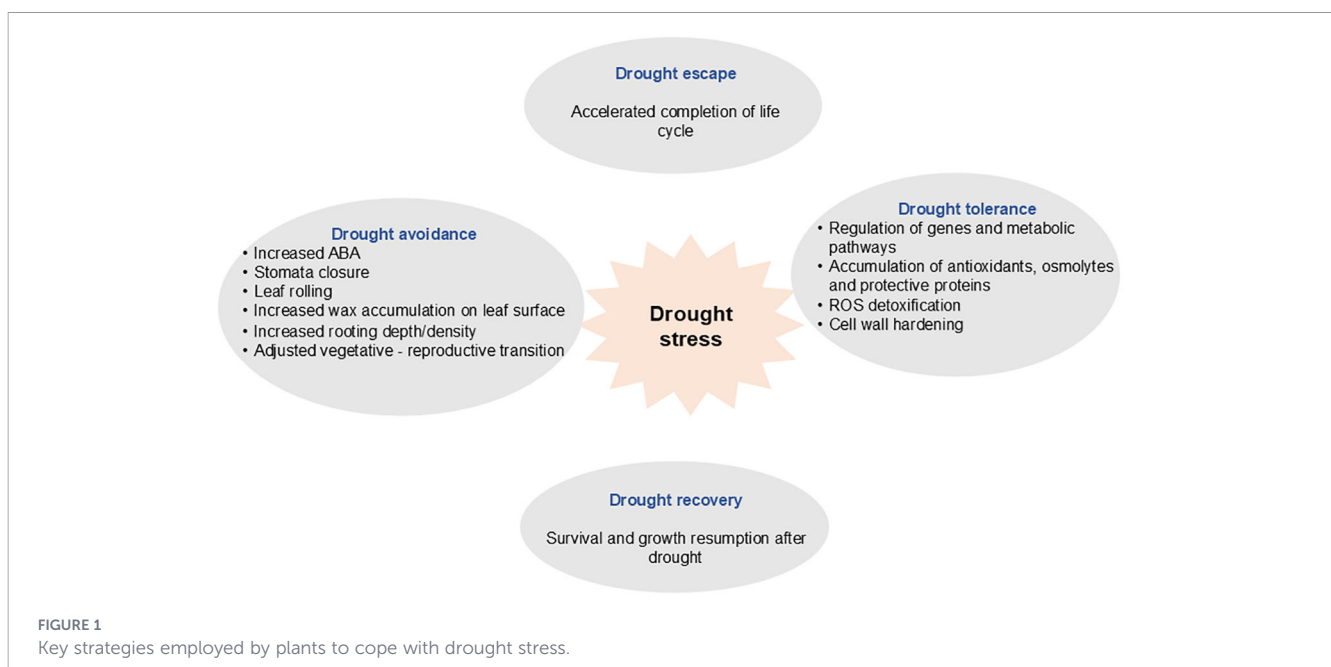 Drought escape
Accelerated completion of life
cycle
Drought avoidance
• Increased ABA
• Stomata closure
• Leaf rolling
• Increased wax accumulation on leaf surface
• Increased rooting depth/density
• Adjusted vegetative - reproductive transition
Drought
stress
Drought tolerance
• Regulation of genes and metabolic
pathways
• Accumulation of antioxidants, osmolytes
and protective proteins
• ROS detoxification
• Cell wall hardening
Drought recovery
Survival and growth resumption after
drought
FIGURE 1
Key strategies employed by plants to cope with drought stress.